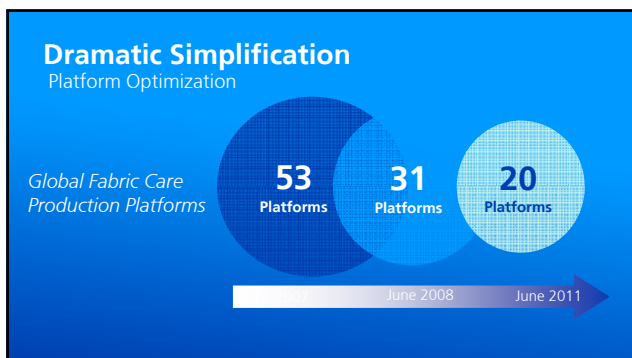 Dramatic Simplification
Platform Optimization
Global Fabric Care
Production Platforms
53
Platforms
31
Platforms
20
Platforms
2007
June 2008
June 2011